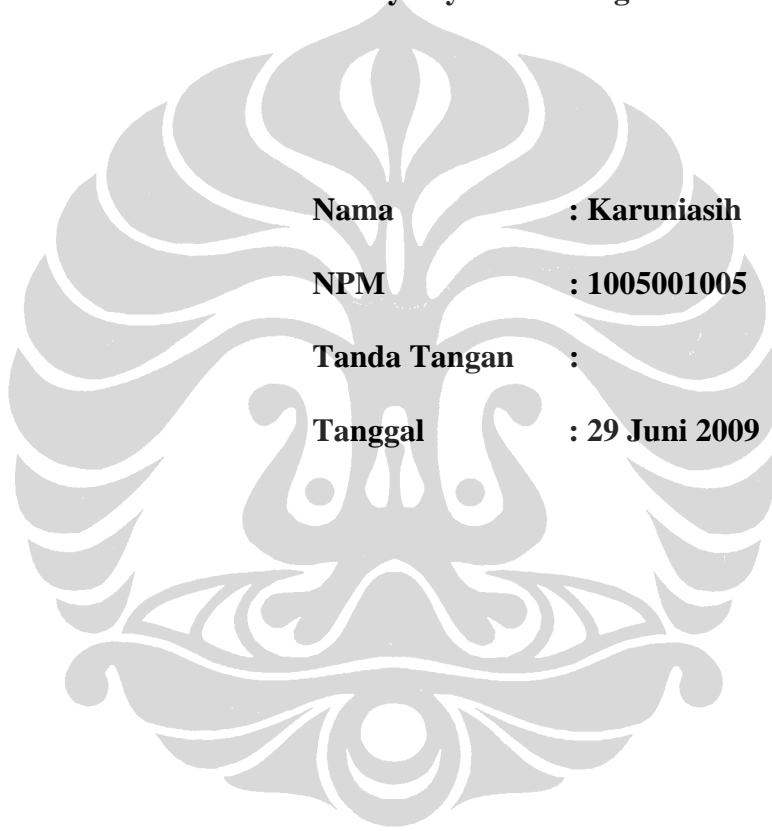 Nama : Karuniasih
NPM : 1005001005
Tanda Tangan :
Tanggal : 29 Juni 2009